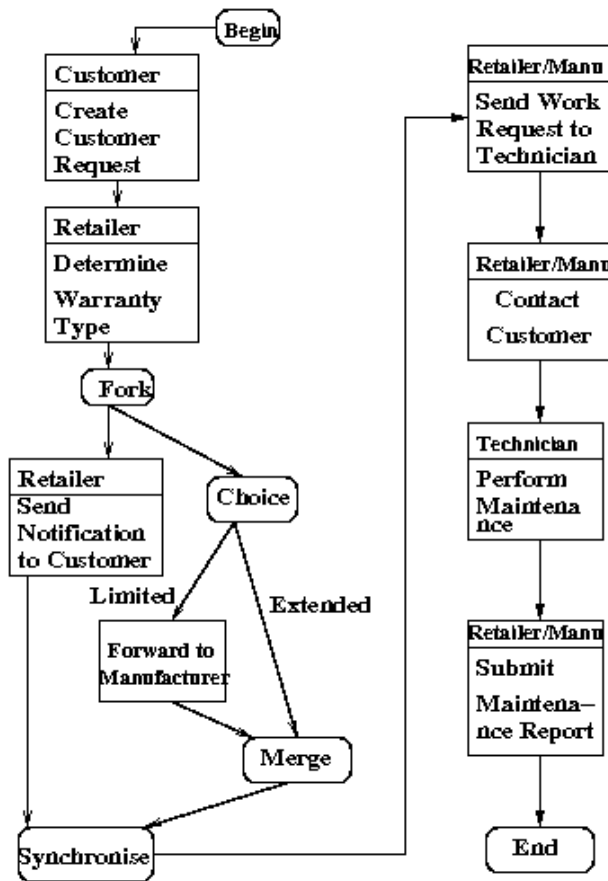 Begin
Customer
Create
Customer
Request
Retailer
Determine
Warranty
Type
Fork
Retailer
Send
Notification
to Customer
Choice
Limited
Extended
Forward to
Manufacturer
Merge
Synchronise
Retailer/Manu
Send Work
Request to
Technician
Retailer/Manu
Contact
Customer
Technician
Perform
Maintena
nce
Retailer/Manu
Submit
Maintena–
nce Report
End